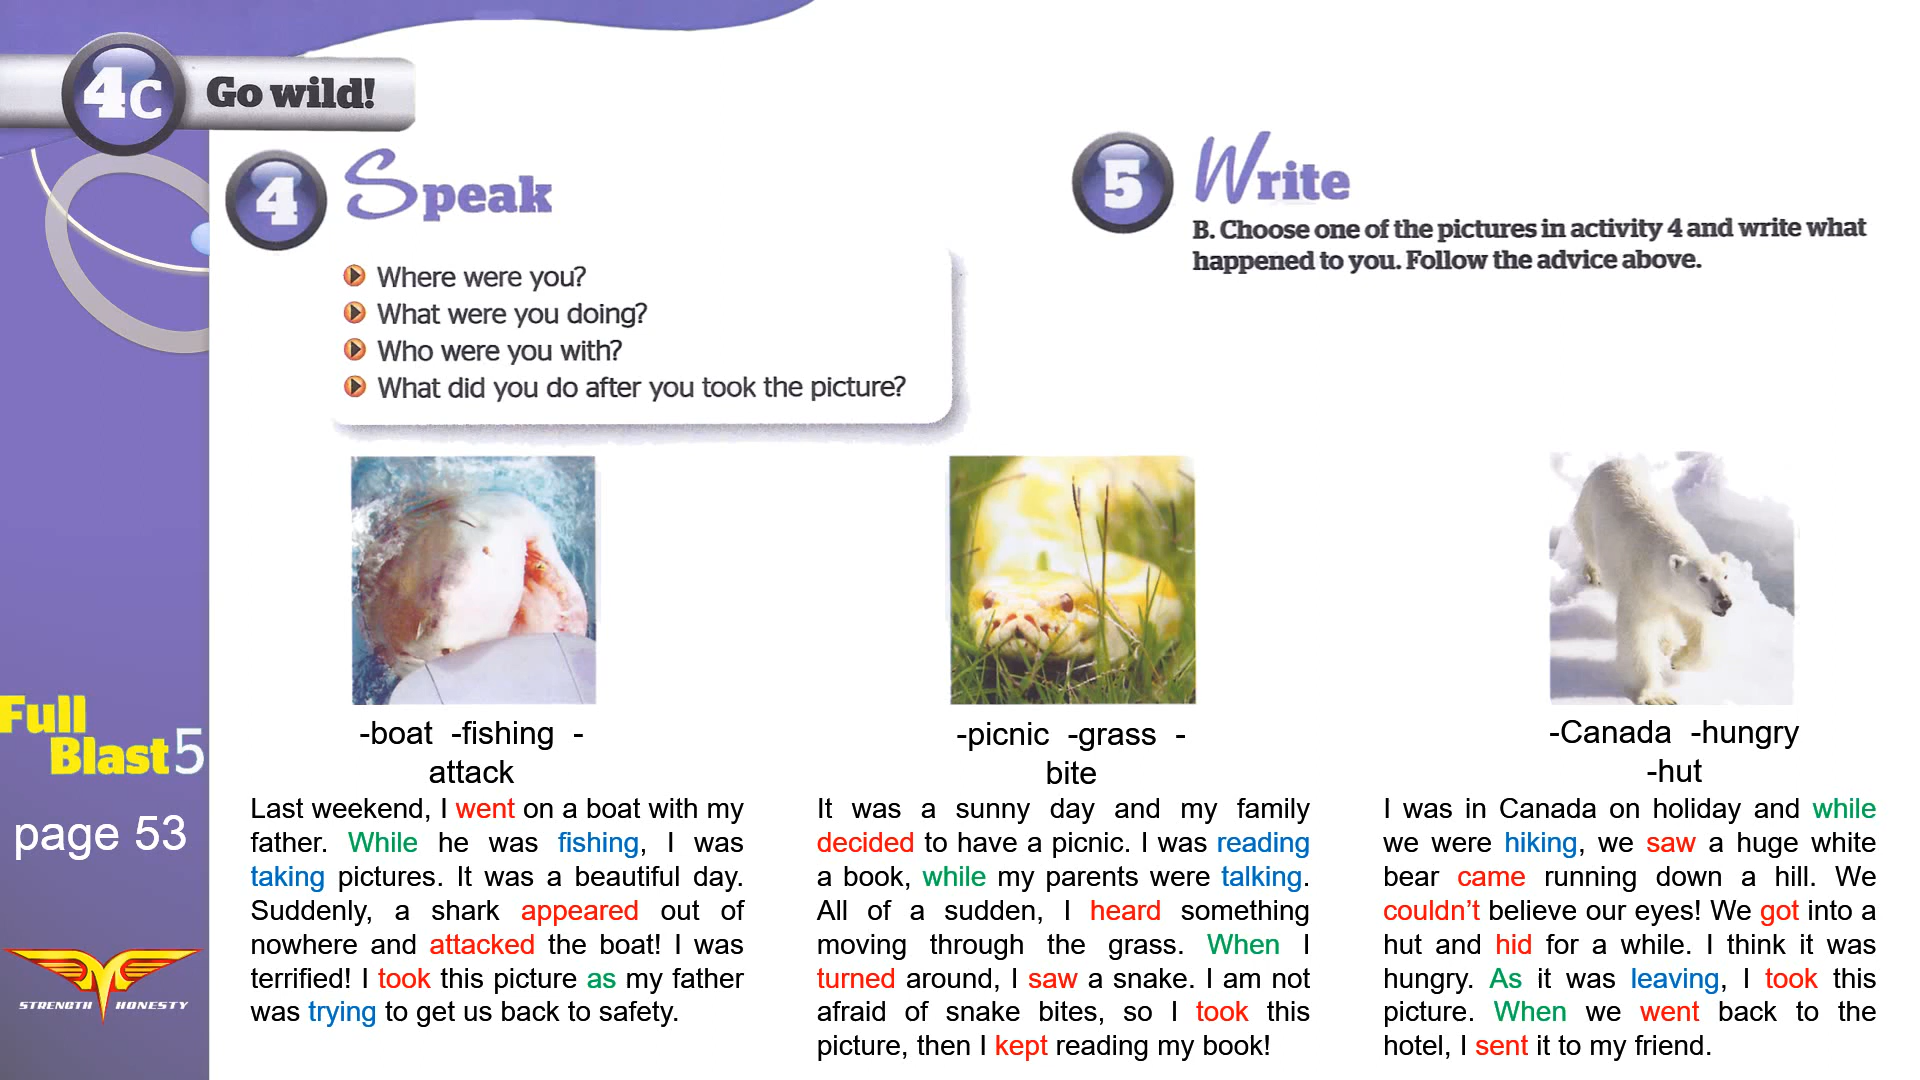 4c Go wild!
4 Speak
Where were you?
What were you doing?
Who were you with?
What did you do after you took the picture?
5 Write
B. Choose one of the pictures in activity 4 and write what
happened to you. Follow the advice above.
-boat -fishing -
attack
Last weekend, I went on a boat with my
father. While he was fishing, I was
taking pictures. It was a beautiful day.
Suddenly, a shark appeared out of
nowhere and attacked the boat! I was
terrified! I took this picture as my father
was trying to get us back to safety.
-picnic -grass -
bite
It was a sunny day and my family
decided to have a picnic. I was reading
a book, while my parents were talking.
All of a sudden, I heard something
moving through the grass. When I
turned around, I saw a snake. I am not
afraid of snake bites, so I took this
picture, then I kept reading my book!
-Canada -hungry
-hut
I was in Canada on holiday and while
we were hiking, we saw a huge white
bear came running down a hill. We
couldn't believe our eyes! We got into a
hut and hid for a while. I think it was
hungry. As it was leaving, I took this
picture. When we went back to the
hotel, I sent it to my friend.
Full
Blast 5
page 53
STRENGTH HONESTY